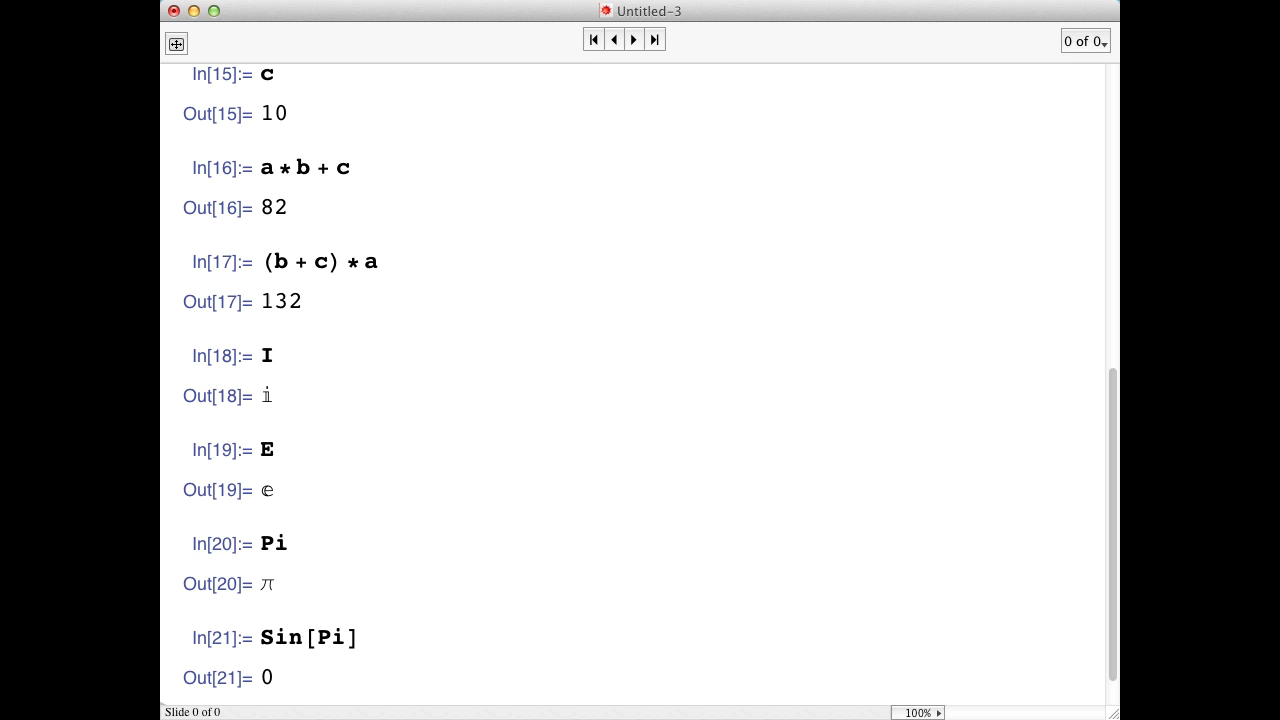 Untitled-3
0 of 0
In[15]:= c
Out[15]= 10
In[16]:= a * b + c
Out[16]= 82
In[17]:= (b + c) * a
Out[17]= 132
In[18]:= I
Out[18]= ⅈ
In[19]:= E
Out[19]= ⅇ
In[20]:= Pi
Out[20]= π
In[21]:= Sin[Pi]
Out[21]= 0
Slide 0 of 0
100%